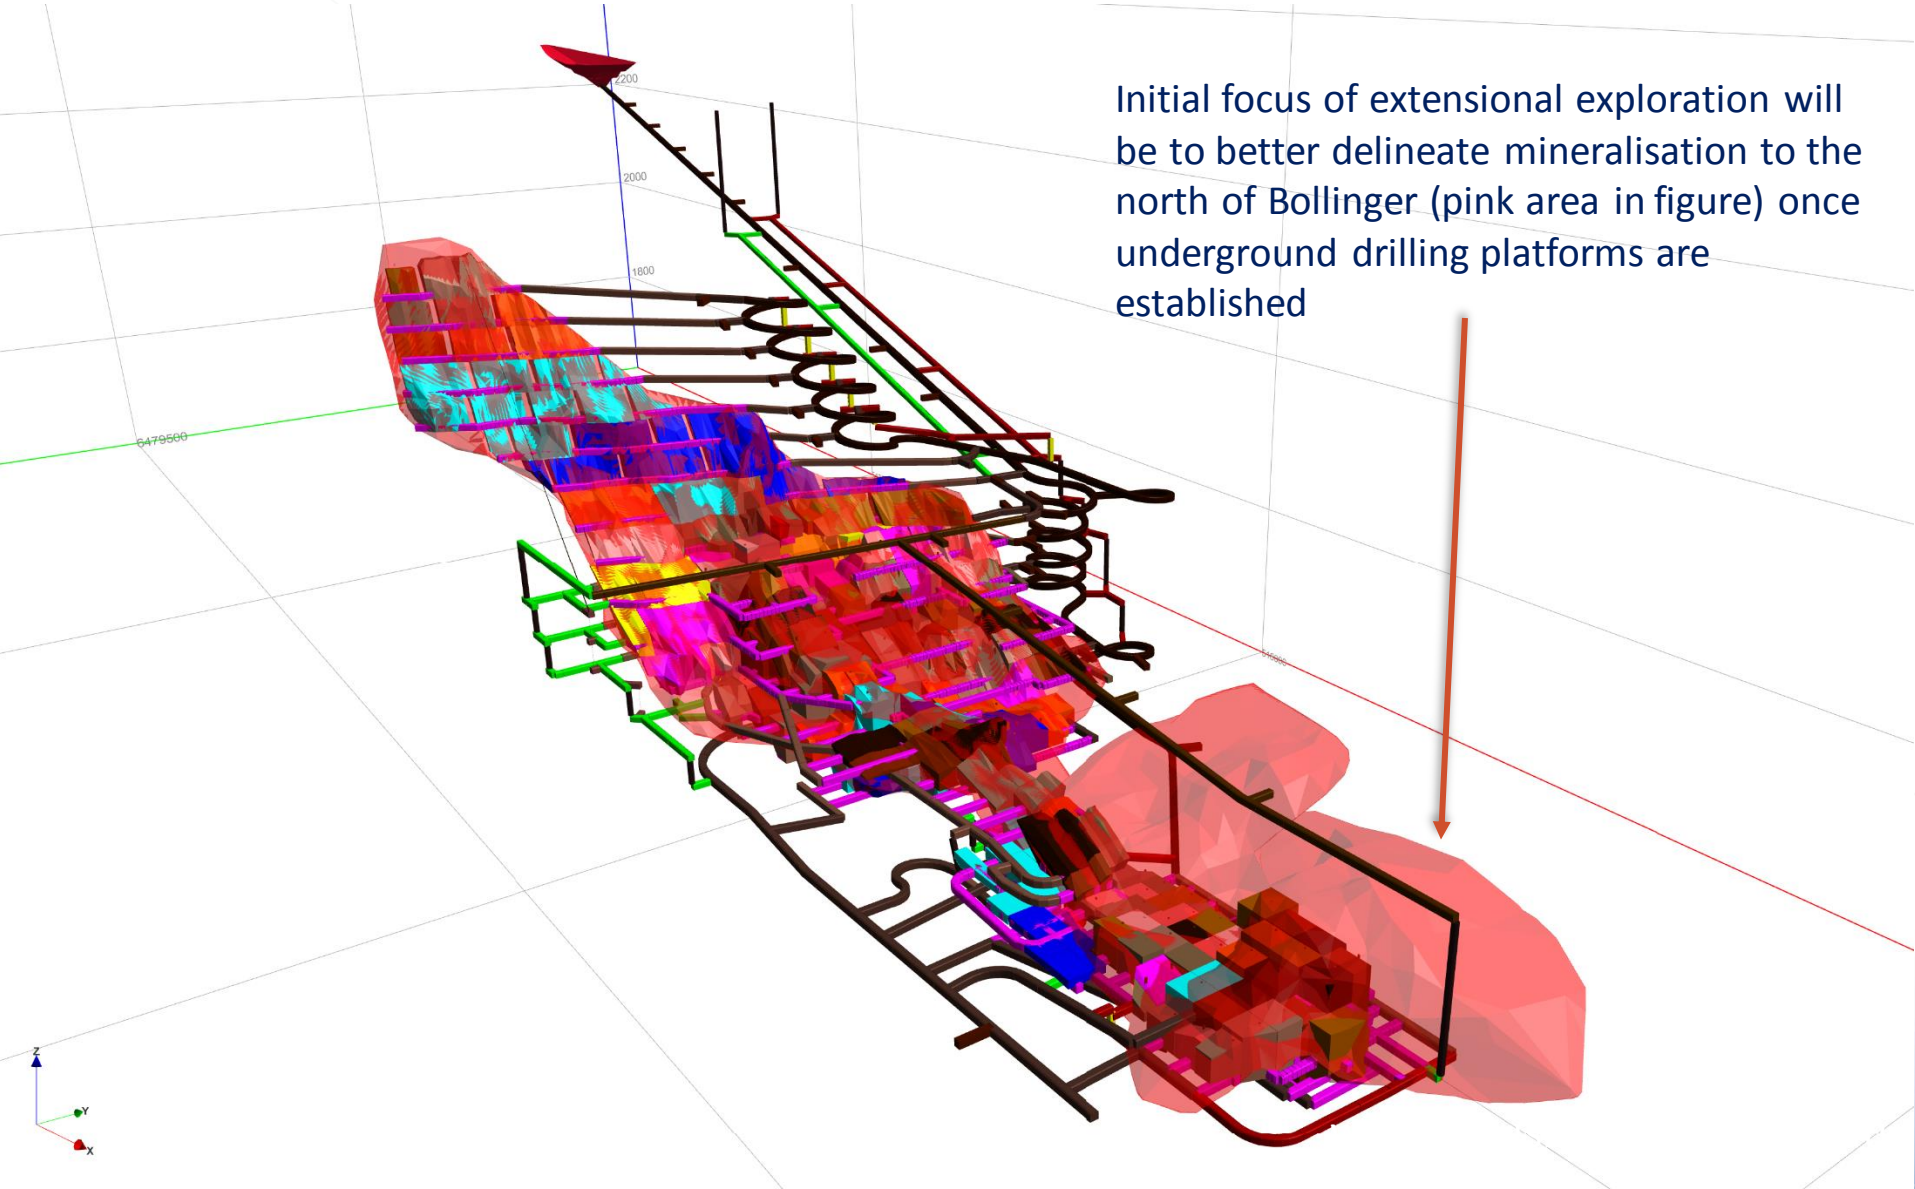 Initial focus of extensional exploration will
be to better delineate mineralisation to the
north of Bollinger (pink area in figure) once
underground drilling platforms are
established
2200
2000
1800
6479500
Z
Y
X